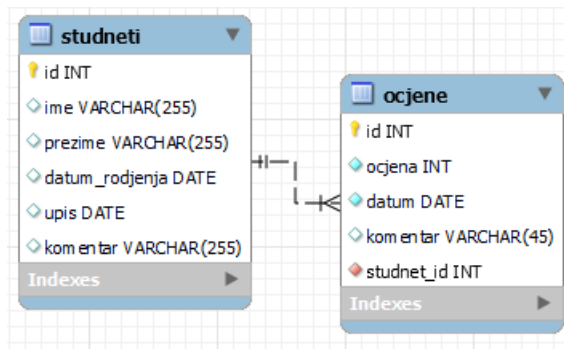 studneti
id INT
ime VARCHAR(255)
prezime VARCHAR(255)
datum_rodjenja DATE
upis DATE
komentar VARCHAR(255)
Indexes
ocjene
id INT
ocjena INT
datum DATE
komentar VARCHAR(45)
studnet_id INT
Indexes